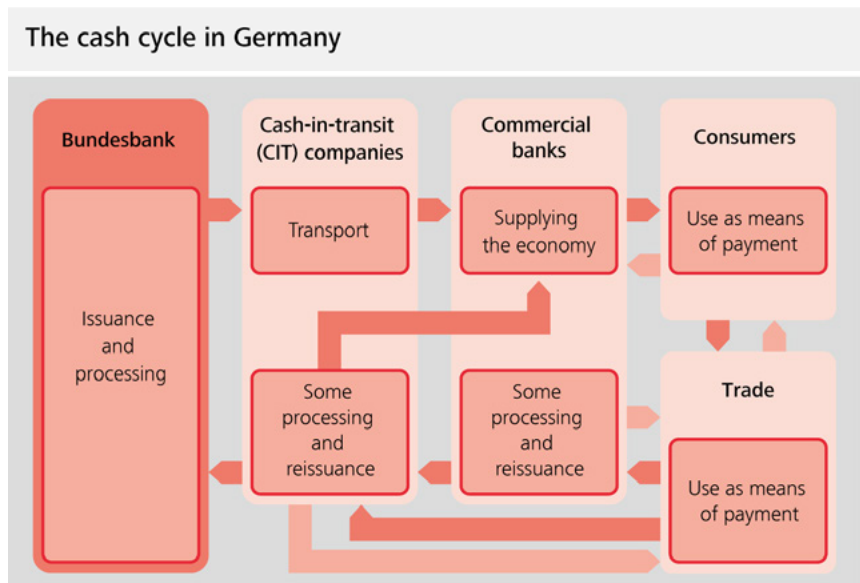 The cash cycle in Germany
Bundesbank
Issuance
and
processing
Cash-in-transit
(CIT) companies
Transport
Some
processing
and
reissuance
Commercial
banks
Supplying
the economy
Some
processing
and
reissuance
Consumers
Use as means
of payment
Trade
Use as means
of payment